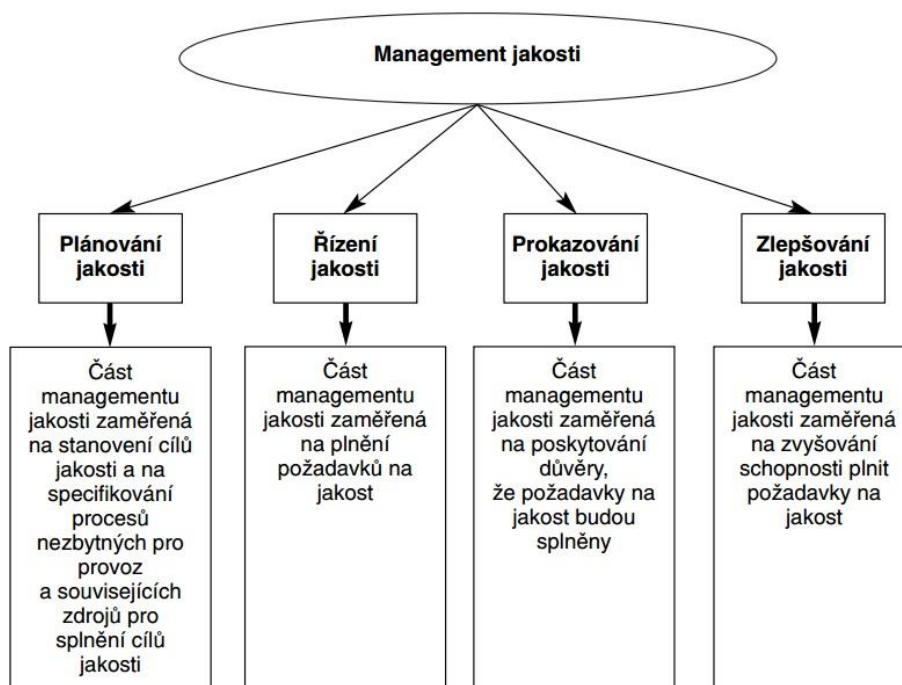 Management jakosti
Plánování
jakosti
Řízení
jakosti
Prokazování
jakosti
Zlepšování
jakosti
Část
managementu
jakosti zaměřená
na stanovení cílů
jakosti a na
specifikování
procesů
nezbytných pro
provoz
a souvisejících
zdrojů pro
splnění cílů
jakosti
Část
managementu
jakosti zaměřená
na plnění
požadavků na
jakost
Část
managementu
jakosti zaměřená
na poskytování
důvěry,
že požadavky na
jakost budou
splněny
Část
managementu
jakosti zaměřená
na zvyšování
schopnosti plnit
požadavky na
jakost